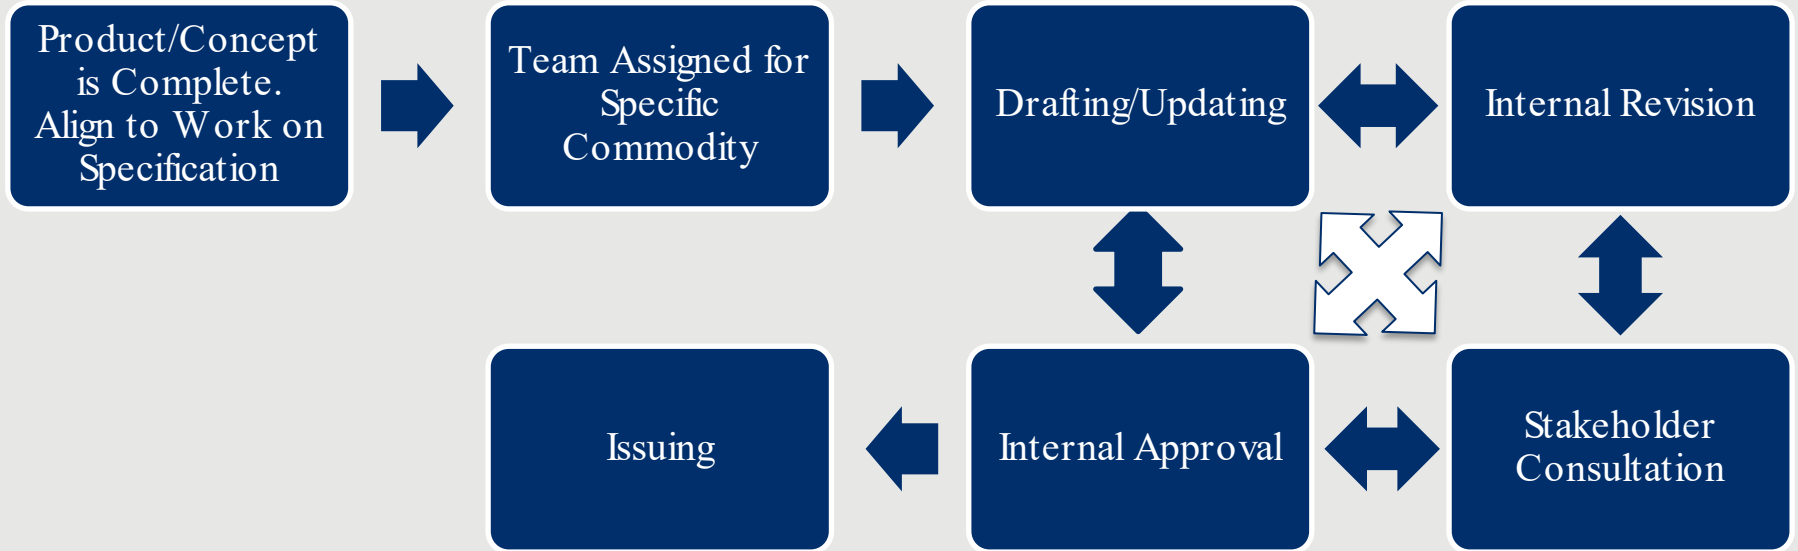 Product/Concept
is Complete.
Align to Work on
Specification
Team Assigned for
Specific
Commodity
Drafting/Updating
Internal Revision
Issuing
Internal Approval
Stakeholder
Consultation